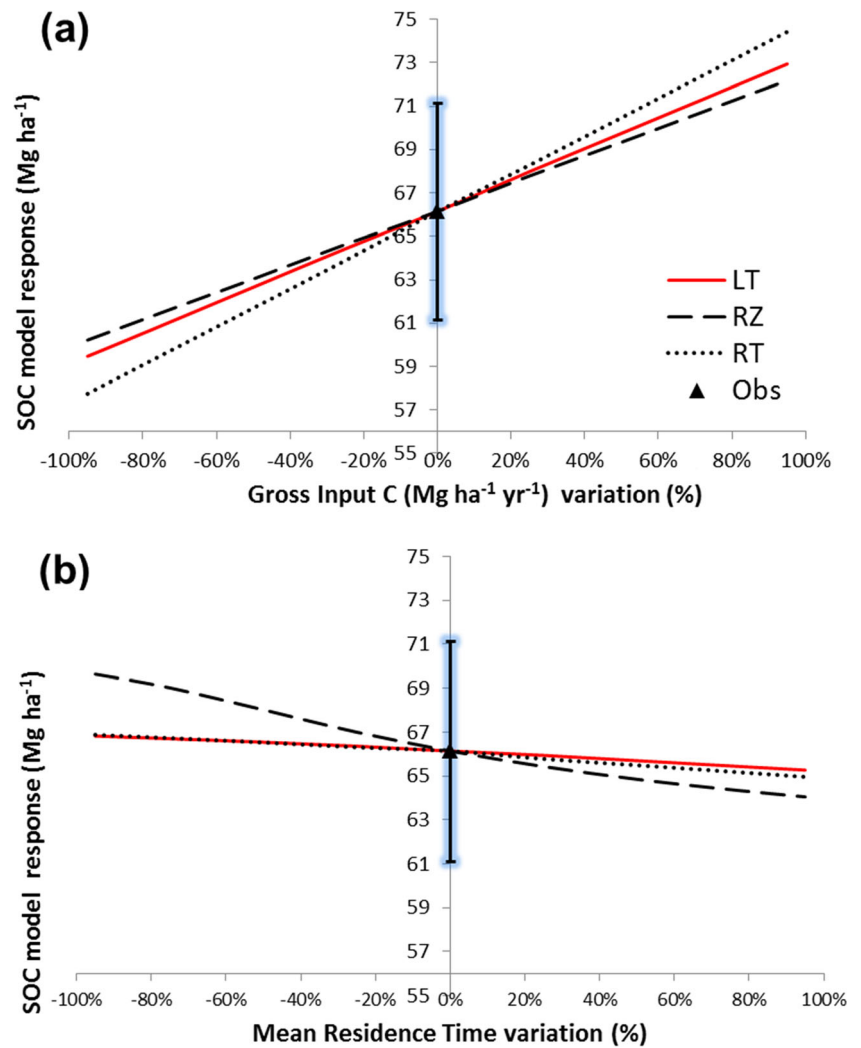 (a)
SOC model response (Mg ha⁻¹)
75
73
71
69
67
65
63
61
59
57
55
LT
RZ
RT
Obs
-100% -80% -60% -40% -20% 0% 20% 40% 60% 80% 100%
Gross Input C (Mg ha⁻¹ yr⁻¹) variation (%)
(b)
SOC model response (Mg ha⁻¹)
75
73
71
69
67
65
63
61
59
57
55
-100% -80% -60% -40% -20% 0% 20% 40% 60% 80% 100%
Mean Residence Time variation (%)